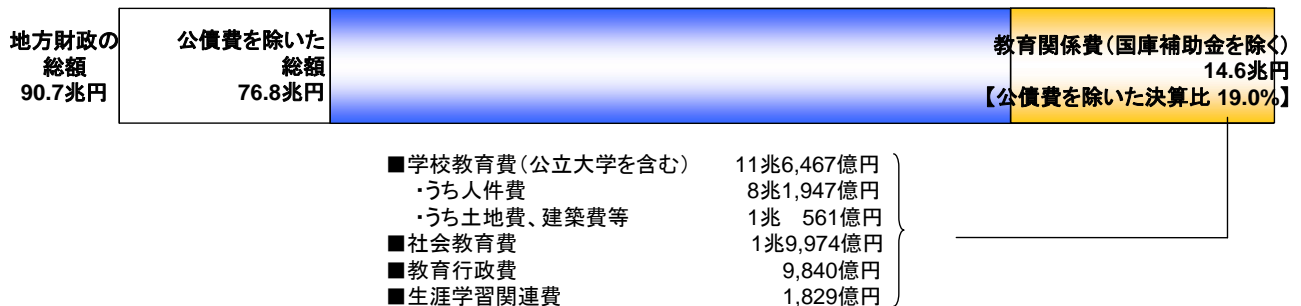 地方財政の
総額
90.7兆円
公債費を除いた
総額
76.8兆円
教育関係費(国庫補助金を除く)
14.6兆円
【公債費を除いた決算比 19.0%】
■学校教育費(公立大学を含む) 11兆6,467億円
・うち人件費 8兆1,947億円
・うち土地費、建築費等 1兆 561億円
■社会教育費 1兆9,974億円
■教育行政費 9,840億円
■生涯学習関連費 1,829億円